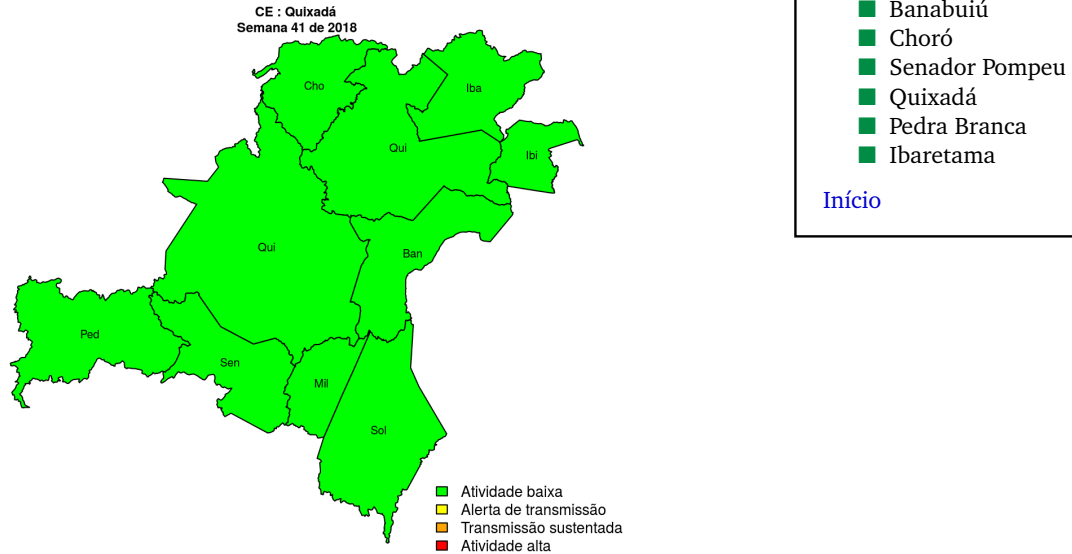 CE : Quixadá
Semana 41 de 2018
Cho
Iba
Qui
Ibi
Qui
Ban
Ped
Sen
Mil
Sol
Atividade baixa
Alerta de transmissão
Transmissão sustentada
Atividade alta
Banabuiú
Choró
Senador Pompeu
Quixadá
Pedra Branca
Ibaretama
Início